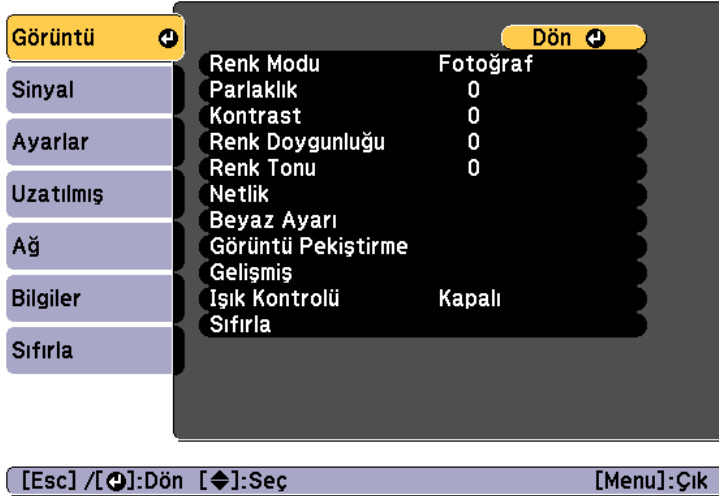 Görüntü
Sinyal
Ayarlar
Uzatılmış
Ağ
Bilgiler
Sıfırla
Dön
Renk Modu Fotoğraf
Parlaklık 0
Kontrast 0
Renk Doygunluğu 0
Renk Tonu 0
Netlik
Beyaz Ayarı
Görüntü Pekiştirme
Gelişmiş
Işık Kontrolü Kapalı
Sıfırla
[Esc] /[⏎]:Dön [◆]:Seç [Menu]:Çık